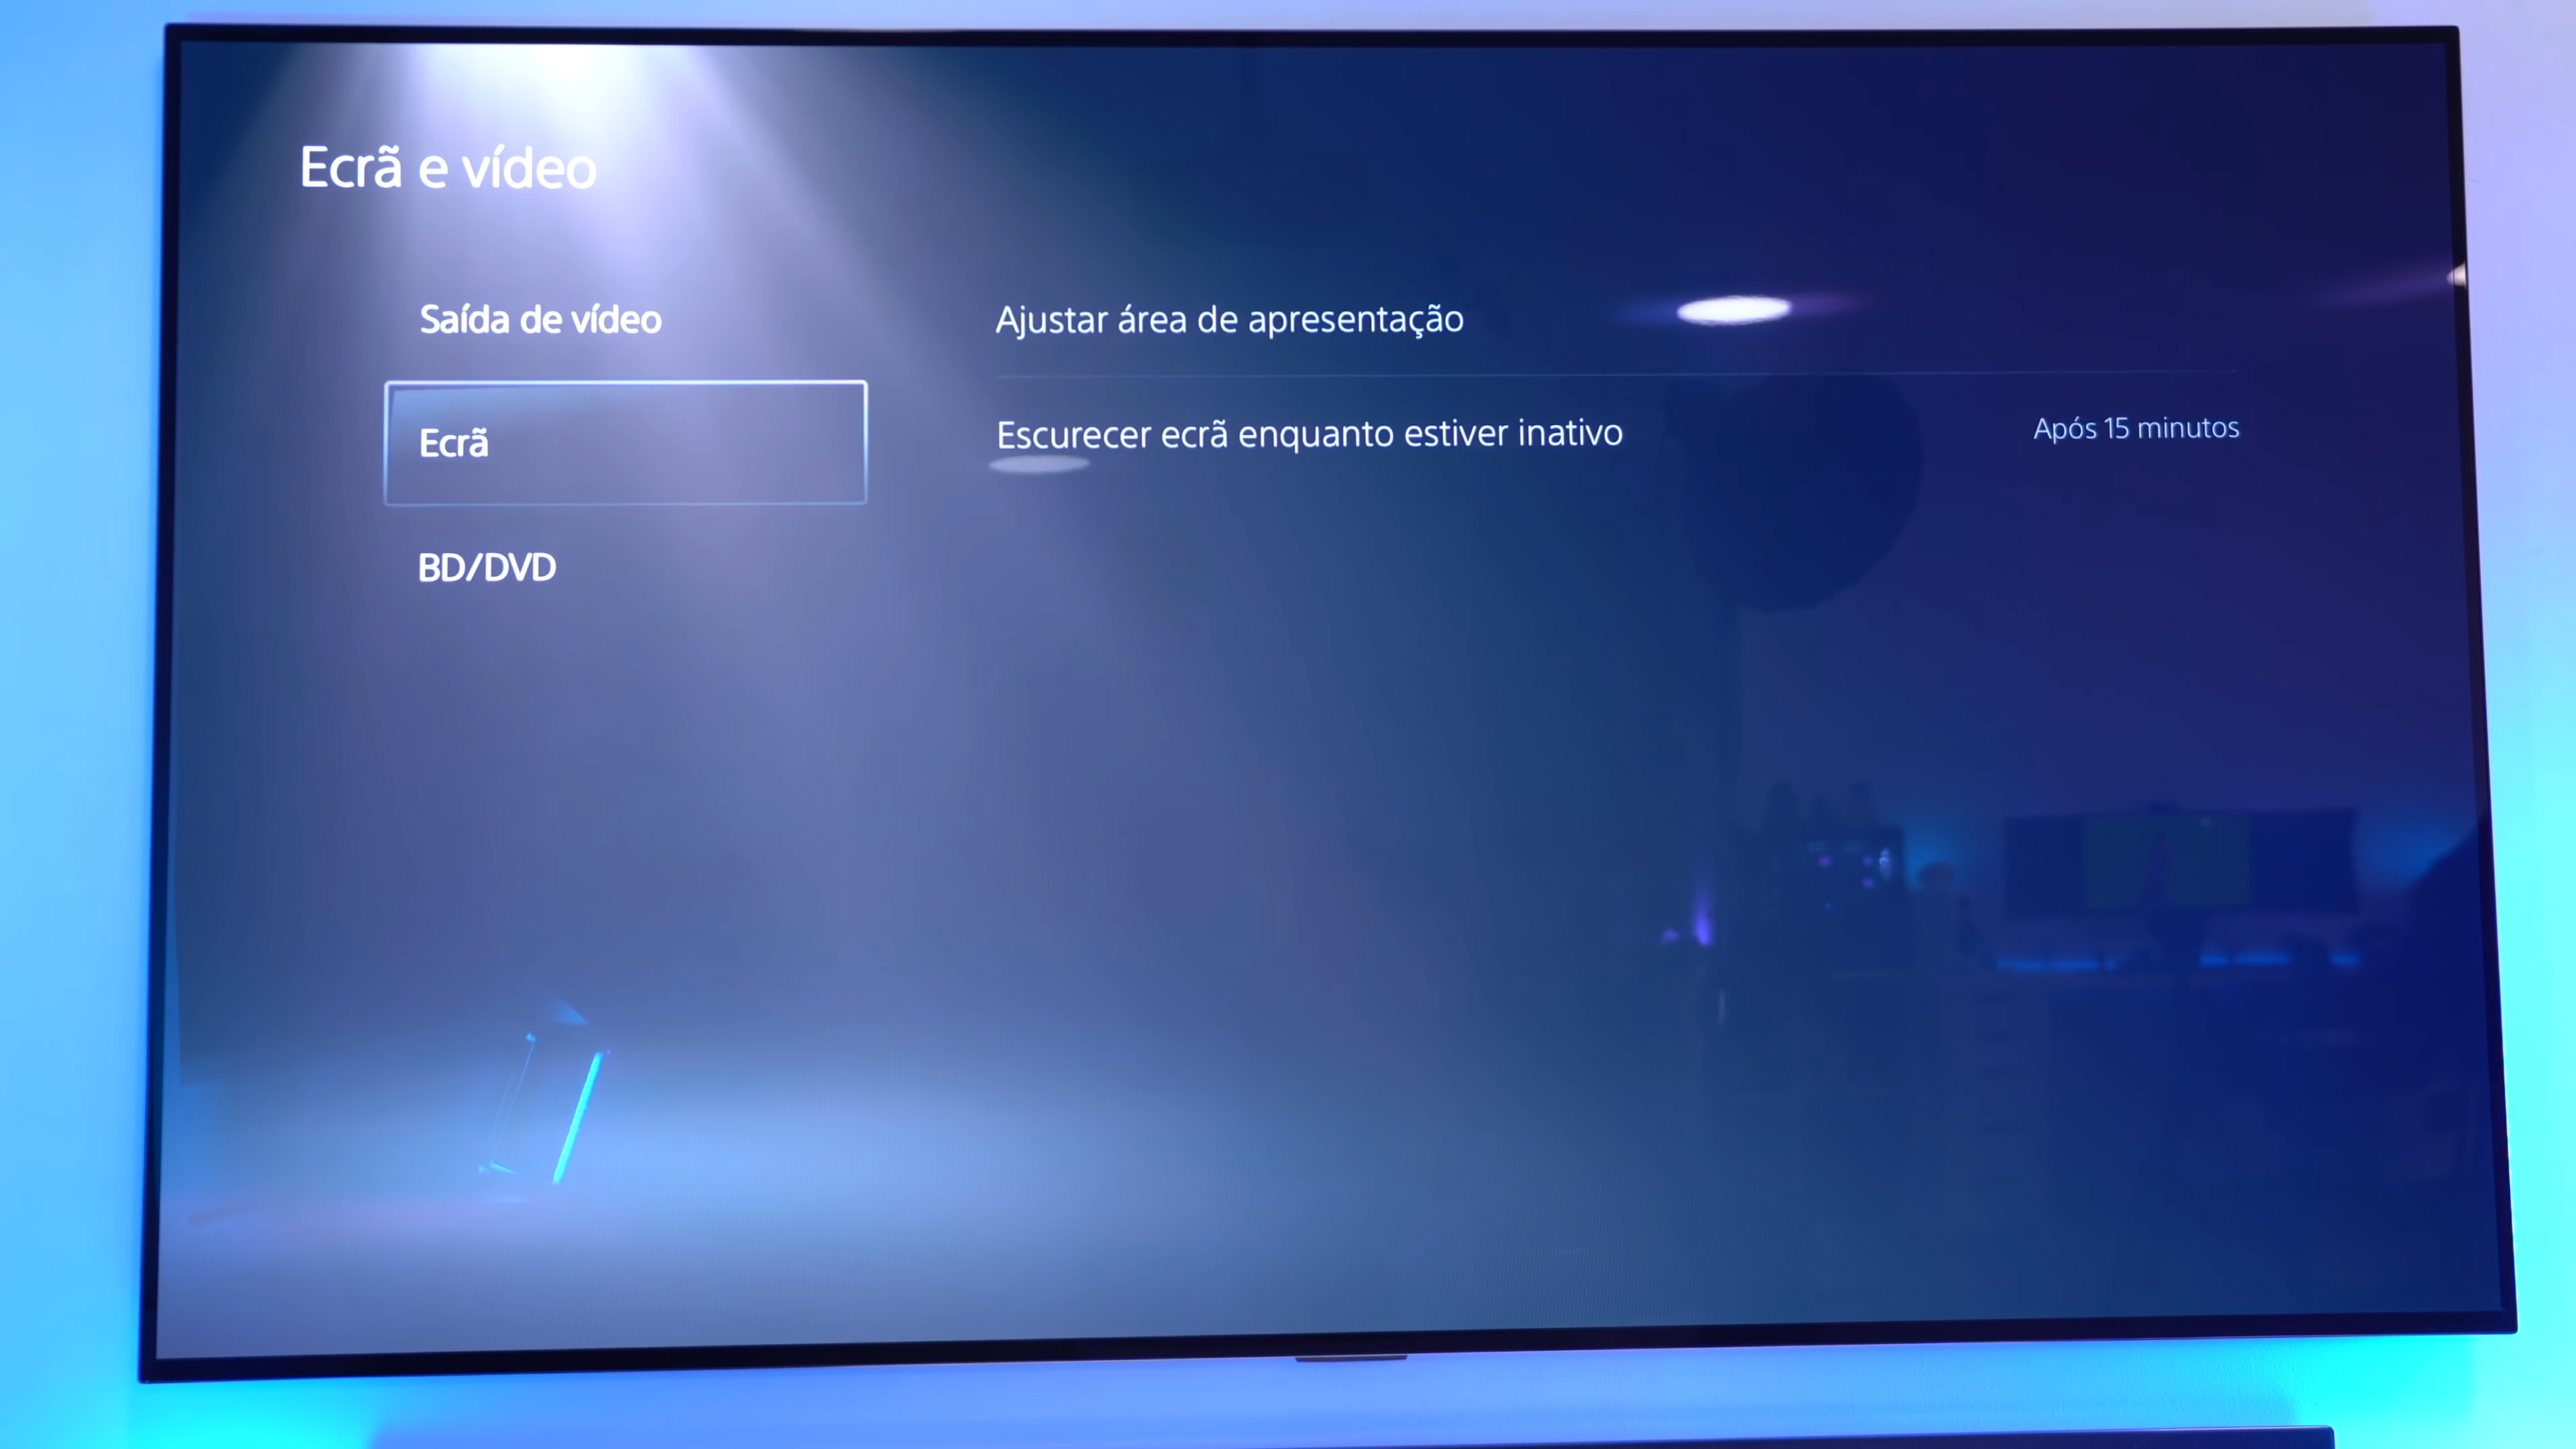 Ecrã e vídeo
Saída de vídeo
Ecrã
BD/DVD
Ajustar área de apresentação
Escurecer ecrã enquanto estiver inativo
Após 15 minutos